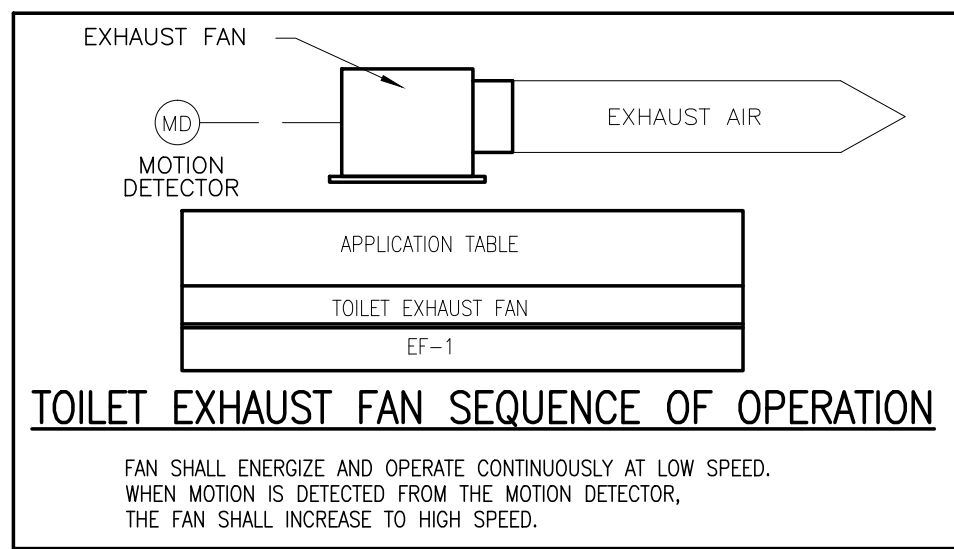 EXHAUST FAN
MD
MOTION
DETECTOR
EXHAUST AIR
APPLICATION TABLE
TOILET EXHAUST FAN
EF-1
TOILET EXHAUST FAN SEQUENCE OF OPERATION
FAN SHALL ENERGIZE AND OPERATE CONTINUOUSLY AT LOW SPEED.
WHEN MOTION IS DETECTED FROM THE MOTION DETECTOR,
THE FAN SHALL INCREASE TO HIGH SPEED.